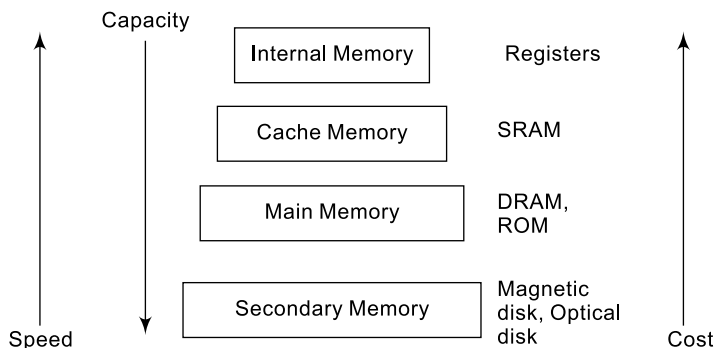 Capacity
Internal Memory
Registers
Cache Memory
SRAM
Main Memory
DRAM,
ROM
Secondary Memory
Magnetic
disk, Optical
disk
Speed
Cost